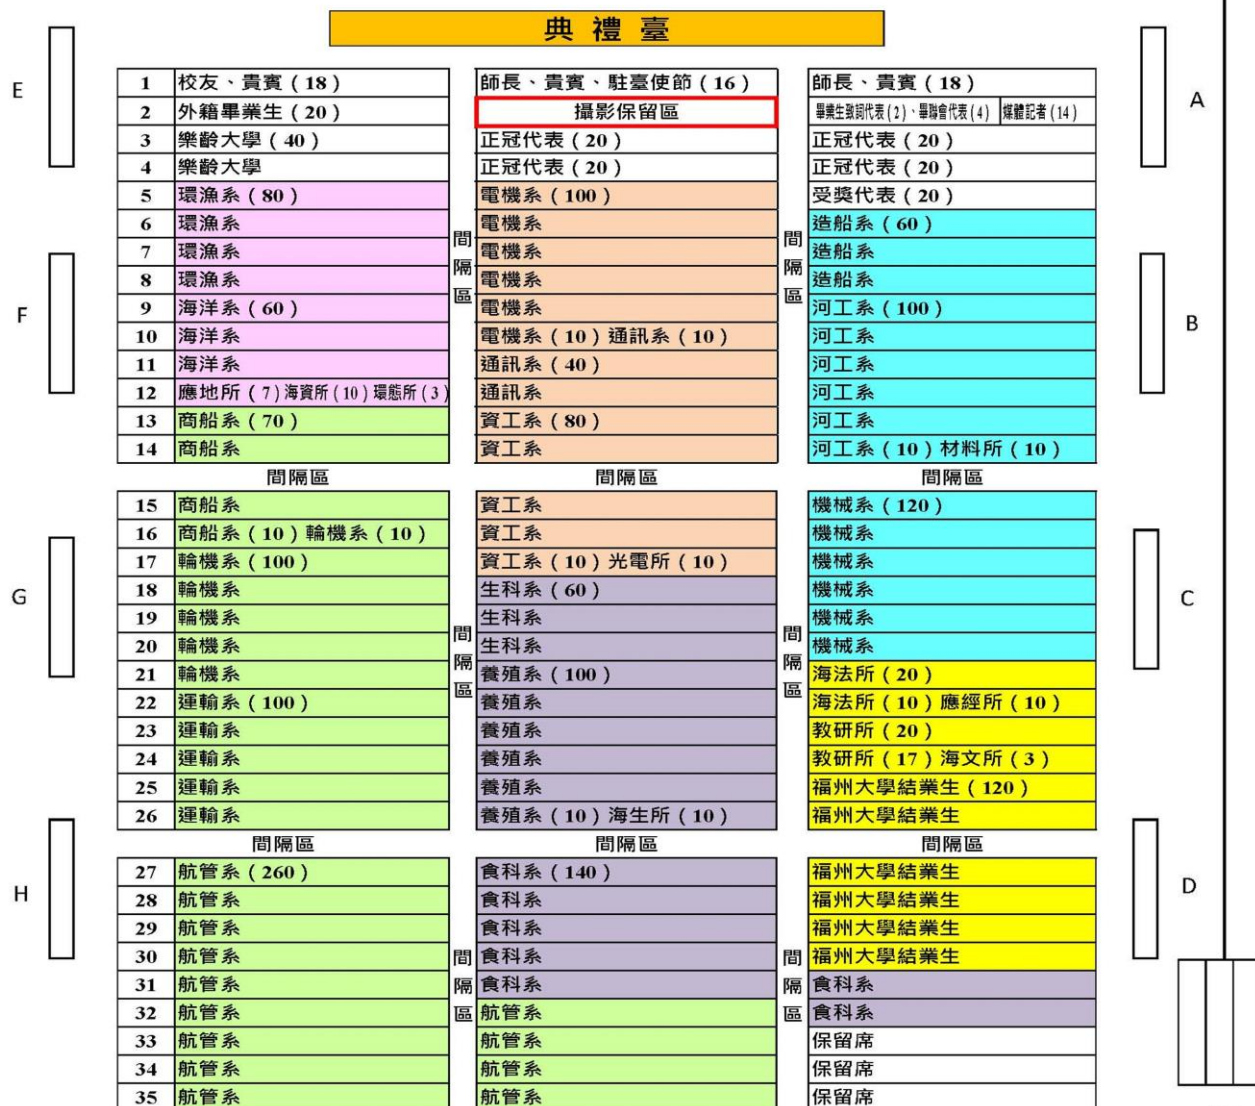 典禮臺
E
A
1 校友、貴賓(18) 師長、貴賓、駐臺使節(16) 師長、貴賓(18)
2 外籍畢業生(20) 攝影保留區 畢業生致詞代表(2)、畢聯會代表(4) 媒體記者(14)
3 樂齡大學(40) 正冠代表(20) 正冠代表(20)
4 樂齡大學 正冠代表(20) 正冠代表(20)
5 環漁系(80) 電機系(100) 受獎代表(20)
6 環漁系 電機系 造船系(60)
7 環漁系 電機系 造船系
8 環漁系 電機系 造船系
間隔區 間隔區
9 海洋系(60) 電機系 河工系(100)
F
B
10 海洋系 電機系(10)通訊系(10) 河工系
11 海洋系 通訊系(40) 河工系
12 應地所(7)海資所(10)環態所(3) 通訊系 河工系
13 商船系(70) 資工系(80) 河工系
14 商船系 資工系 河工系(10)材料所(10)
間隔區 間隔區 間隔區
15 商船系 資工系 機械系(120)
16 商船系(10)輪機系(10) 資工系 機械系
17 輪機系(100) 資工系(10)光電所(10) 機械系
18 輪機系 生科系(60) 機械系
G
C
19 輪機系 生科系 機械系
20 輪機系 生科系 機械系
間隔區 間隔區
21 輪機系 養殖系(100) 海法所(20)
22 運輸系(100) 養殖系 海法所(10)應經所(10)
23 運輸系 養殖系 教研所(20)
24 運輸系 養殖系 教研所(17)海文所(3)
25 運輸系 養殖系 福州大學結業生(120)
26 運輸系 養殖系(10)海生所(10) 福州大學結業生
間隔區 間隔區 間隔區
27 航管系(260) 食科系(140) 福州大學結業生
H
D
28 航管系 食科系 福州大學結業生
29 航管系 食科系 福州大學結業生
30 航管系 食科系 福州大學結業生
間隔區 間隔區
31 航管系 食科系 食科系
32 航管系 航管系 食科系
33 航管系 航管系 保留席
34 航管系 航管系 保留席
35 航管系 航管系 保留席